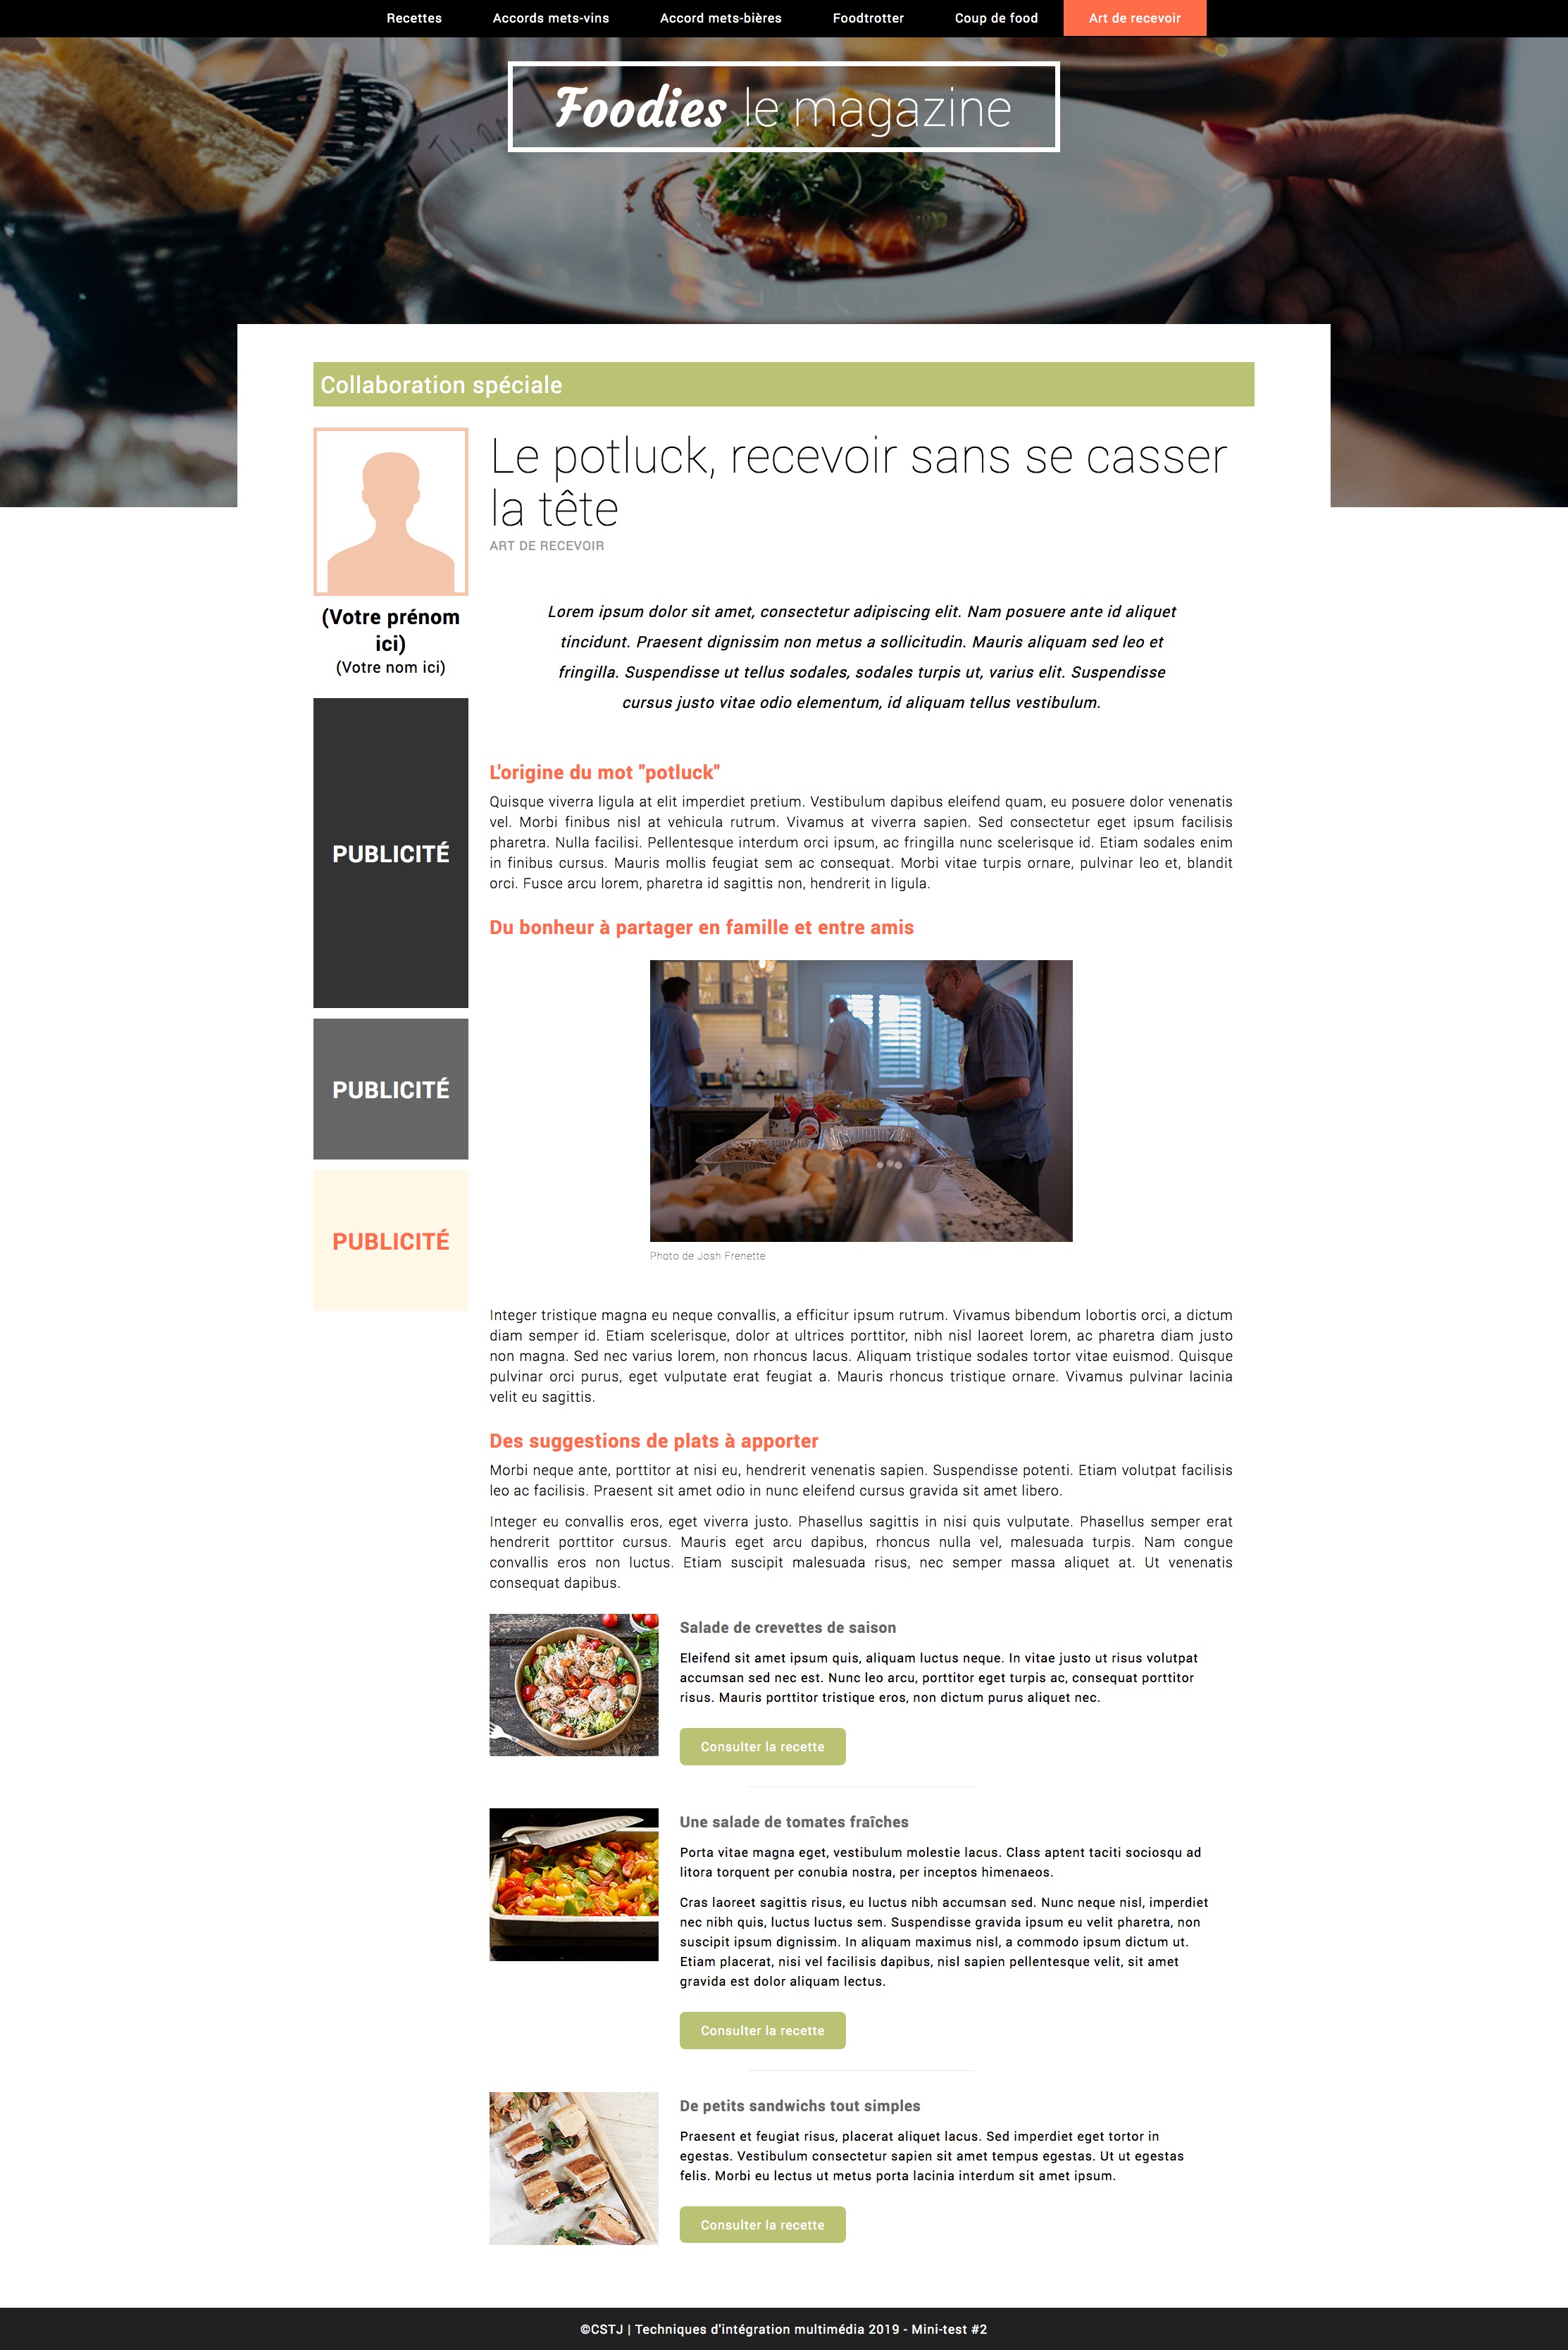 Recettes Accords mets-vins Accord mets-bières Foodtrotter Coup de food Art de recevoir
Foodies le magazine
Collaboration spéciale
(Votre prénom
ici)
(Votre nom ici)
PUBLICITÉ
PUBLICITÉ
PUBLICITÉ
Le potluck, recevoir sans se casser
la tête
ART DE RECEVOIR
Lorem ipsum dolor sit amet, consectetur adipiscing elit. Nam posuere ante id aliquet
tincidunt. Praesent dignissim non metus a sollicitudin. Mauris aliquam sed leo et
fringilla. Suspendisse ut tellus sodales, sodales turpis ut, varius elit. Suspendisse
cursus justo vitae odio elementum, id aliquam tellus vestibulum.
L'origine du mot "potluck"
Quisque viverra ligula at elit imperdiet pretium. Vestibulum dapibus eleifend quam, eu posuere dolor venenatis
vel. Morbi finibus nisl at vehicula rutrum. Vivamus at viverra sapien. Sed consectetur eget ipsum facilisis
pharetra. Nulla facilisi. Pellentesque interdum orci ipsum, ac fringilla nunc scelerisque id. Etiam sodales enim
in finibus cursus. Mauris mollis feugiat sem ac consequat. Morbi vitae turpis ornare, pulvinar leo et, blandit
orci. Fusce arcu lorem, pharetra id sagittis non, hendrerit in ligula.
Du bonheur à partager en famille et entre amis
Photo de Josh Frenette
Integer tristique magna eu neque convallis, a efficitur ipsum rutrum. Vivamus bibendum lobortis orci, a dictum
diam semper id. Etiam scelerisque, dolor at ultrices porttitor, nibh nisl laoreet lorem, ac pharetra diam justo
non magna. Sed nec varius lorem, non rhoncus lacus. Aliquam tristique sodales tortor vitae euismod. Quisque
pulvinar orci purus, eget vulputate erat feugiat a. Mauris rhoncus tristique ornare. Vivamus pulvinar lacinia
velit eu sagittis.
Des suggestions de plats à apporter
Morbi neque ante, porttitor at nisi eu, hendrerit venenatis sapien. Suspendisse potenti. Etiam volutpat facilisis
leo ac facilisis. Praesent sit amet odio in nunc eleifend cursus gravida sit amet libero.
Integer eu convallis eros, eget viverra justo. Phasellus sagittis in nisi quis vulputate. Phasellus semper erat
hendrerit porttitor cursus. Mauris eget arcu dapibus, rhoncus nulla vel, malesuada turpis. Nam congue
convallis eros non luctus. Etiam suscipit malesuada risus, nec semper massa aliquet at. Ut venenatis
consequat dapibus.
Salade de crevettes de saison
Eleifend sit amet ipsum quis, aliquam luctus neque. In vitae justo ut risus volutpat
accumsan sed nec est. Nunc leo arcu, porttitor eget turpis ac, consequat porttitor
risus. Mauris porttitor tristique eros, non dictum purus aliquet nec.
Consulter la recette
Une salade de tomates fraîches
Porta vitae magna eget, vestibulum molestie lacus. Class aptent taciti sociosqu ad
litora torquent per conubia nostra, per inceptos himenaeos.
Cras laoreet sagittis risus, eu luctus nibh accumsan sed. Nunc neque nisl, imperdiet
nec nibh quis, luctus luctus sem. Suspendisse gravida ipsum eu velit pharetra, non
suscipit ipsum dignissim. In aliquam maximus nisl, a commodo ipsum dictum ut.
Etiam placerat, nisi vel facilisis dapibus, nisl sapien pellentesque velit, sit amet
gravida est dolor aliquam lectus.
Consulter la recette
De petits sandwichs tout simples
Praesent et feugiat risus, placerat aliquet lacus. Sed imperdiet eget tortor in
egestas. Vestibulum consectetur sapien sit amet tempus egestas. Ut ut egestas
felis. Morbi eu lectus ut metus porta lacinia interdum sit amet ipsum.
Consulter la recette
©CSTJ | Techniques d'intégration multimédia 2019 - Mini-test #2